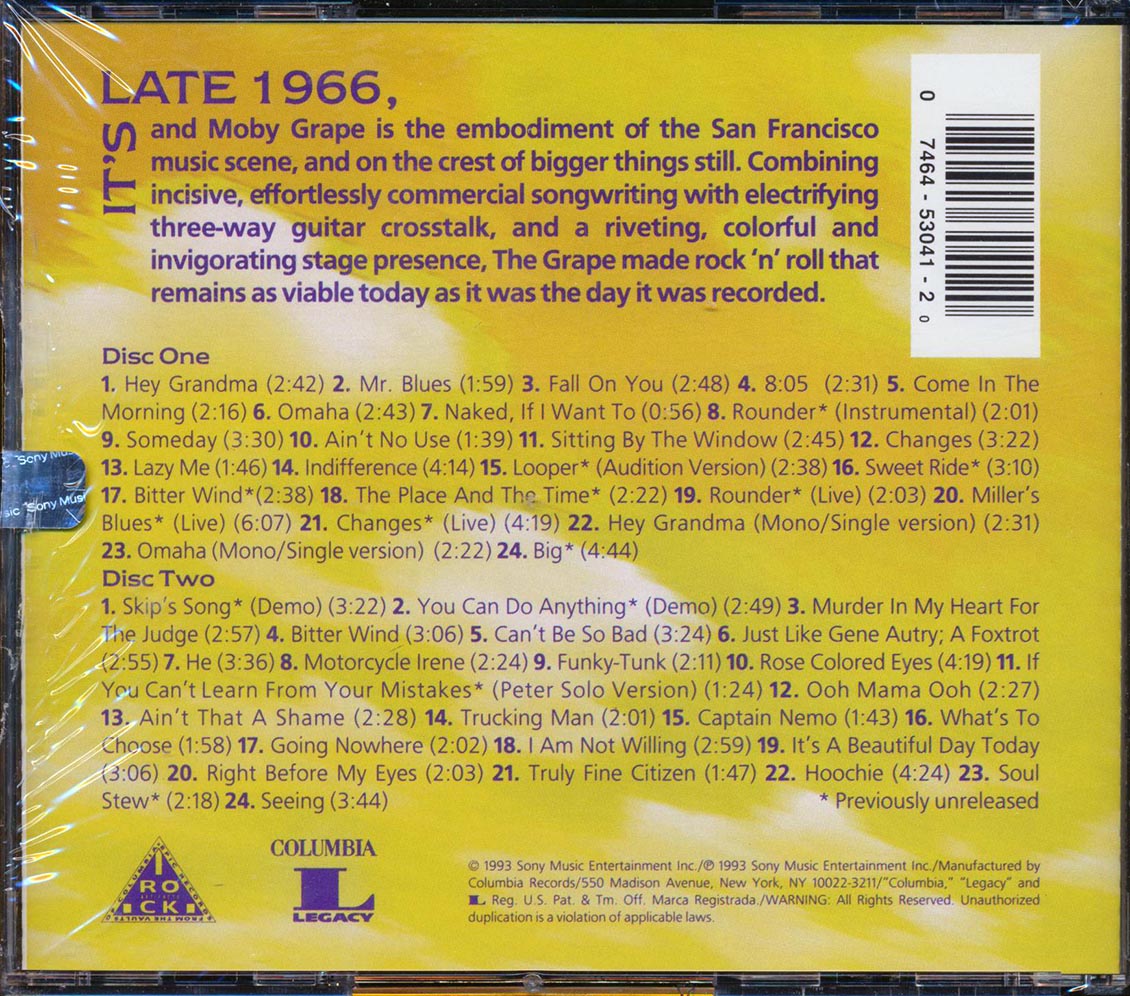 LATE 1966,
IT'S
and Moby Grape is the embodiment of the San Francisco
music scene, and on the crest of bigger things still. Combining
incisive, effortlessly commercial songwriting with electrifying
three-way guitar crosstalk, and a riveting, colorful and
invigorating stage presence, The Grape made rock 'n' roll that
remains as viable today as it was the day it was recorded.
0 7464-53041-2 0
Disc One
1. Hey Grandma (2:42) 2. Mr. Blues (1:59) 3. Fall On You (2:48) 4. 8:05 (2:31) 5. Come In The
Morning (2:16) 6. Omaha (2:43) 7. Naked, If I Want To (0:56) 8. Rounder* (Instrumental) (2:01)
9. Someday (3:30) 10. Ain't No Use (1:39) 11. Sitting By The Window (2:45) 12. Changes (3:22)
13. Lazy Me (1:46) 14. Indifference (4:14) 15. Looper* (Audition Version) (2:38) 16. Sweet Ride* (3:10)
17. Bitter Wind*(2:38) 18. The Place And The Time* (2:22) 19. Rounder* (Live) (2:03) 20. Miller's
Blues* (Live) (6:07) 21. Changes* (Live) (4:19) 22. Hey Grandma (Mono/Single version) (2:31)
23. Omaha (Mono/Single version) (2:22) 24. Big* (4:44)
Disc Two
1. Skip's Song* (Demo) (3:22) 2. You Can Do Anything* (Demo) (2:49) 3. Murder In My Heart For
The Judge (2:57) 4. Bitter Wind (3:06) 5. Can't Be So Bad (3:24) 6. Just Like Gene Autry; A Foxtrot
(2:55) 7. He (3:36) 8. Motorcycle Irene (2:24) 9. Funky-Tunk (2:11) 10. Rose Colored Eyes (4:19) 11. If
You Can't Learn From Your Mistakes* (Peter Solo Version) (1:24) 12. Ooh Mama Ooh (2:27)
13. Ain't That A Shame (2:28) 14. Trucking Man (2:01) 15. Captain Nemo (1:43) 16. What's To
Choose (1:58) 17. Going Nowhere (2:02) 18. I Am Not Willing (2:59) 19. It's A Beautiful Day Today
(3:06) 20. Right Before My Eyes (2:03) 21. Truly Fine Citizen (1:47) 22. Hoochie (4:24) 23. Soul
Stew* (2:18) 24. Seeing (3:44)
* Previously unreleased
"Sony Mus
"Sony Musi
I
RO
CK
FROM THE VAULTS
COLUMBIA
L
LEGACY
© 1993 Sony Music Entertainment Inc./℗ 1993 Sony Music Entertainment Inc./Manufactured by
Columbia Records/550 Madison Avenue, New York, NY 10022-3211/"Columbia," "Legacy" and
L Reg. U.S. Pat. & Tm. Off. Marca Registrada./WARNING: All Rights Reserved. Unauthorized
duplication is a violation of applicable laws.